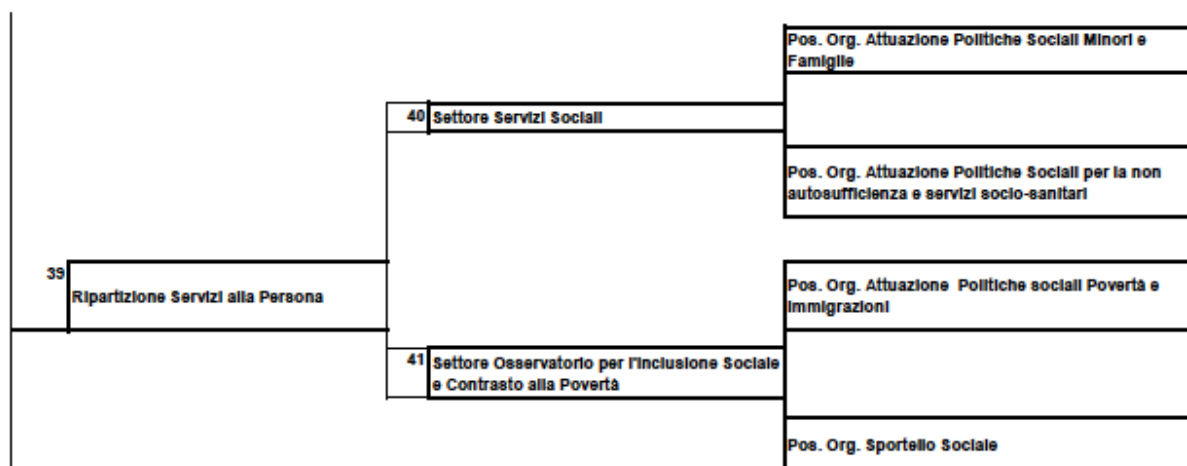 Pos. Org. Attuazione Politiche Sociali Minori e
Famiglie
40 Settore Servizi Sociali
Pos. Org. Attuazione Politiche Sociali per la non
autosufficienza e servizi socio-sanitari
39
Ripartizione Servizi alla Persona
Pos. Org. Attuazione Politiche sociali Povertà e
Immigrazioni
41 Settore Osservatorio per l'Inclusione Sociale
e Contrasto alla Povertà
Pos. Org. Sportello Sociale